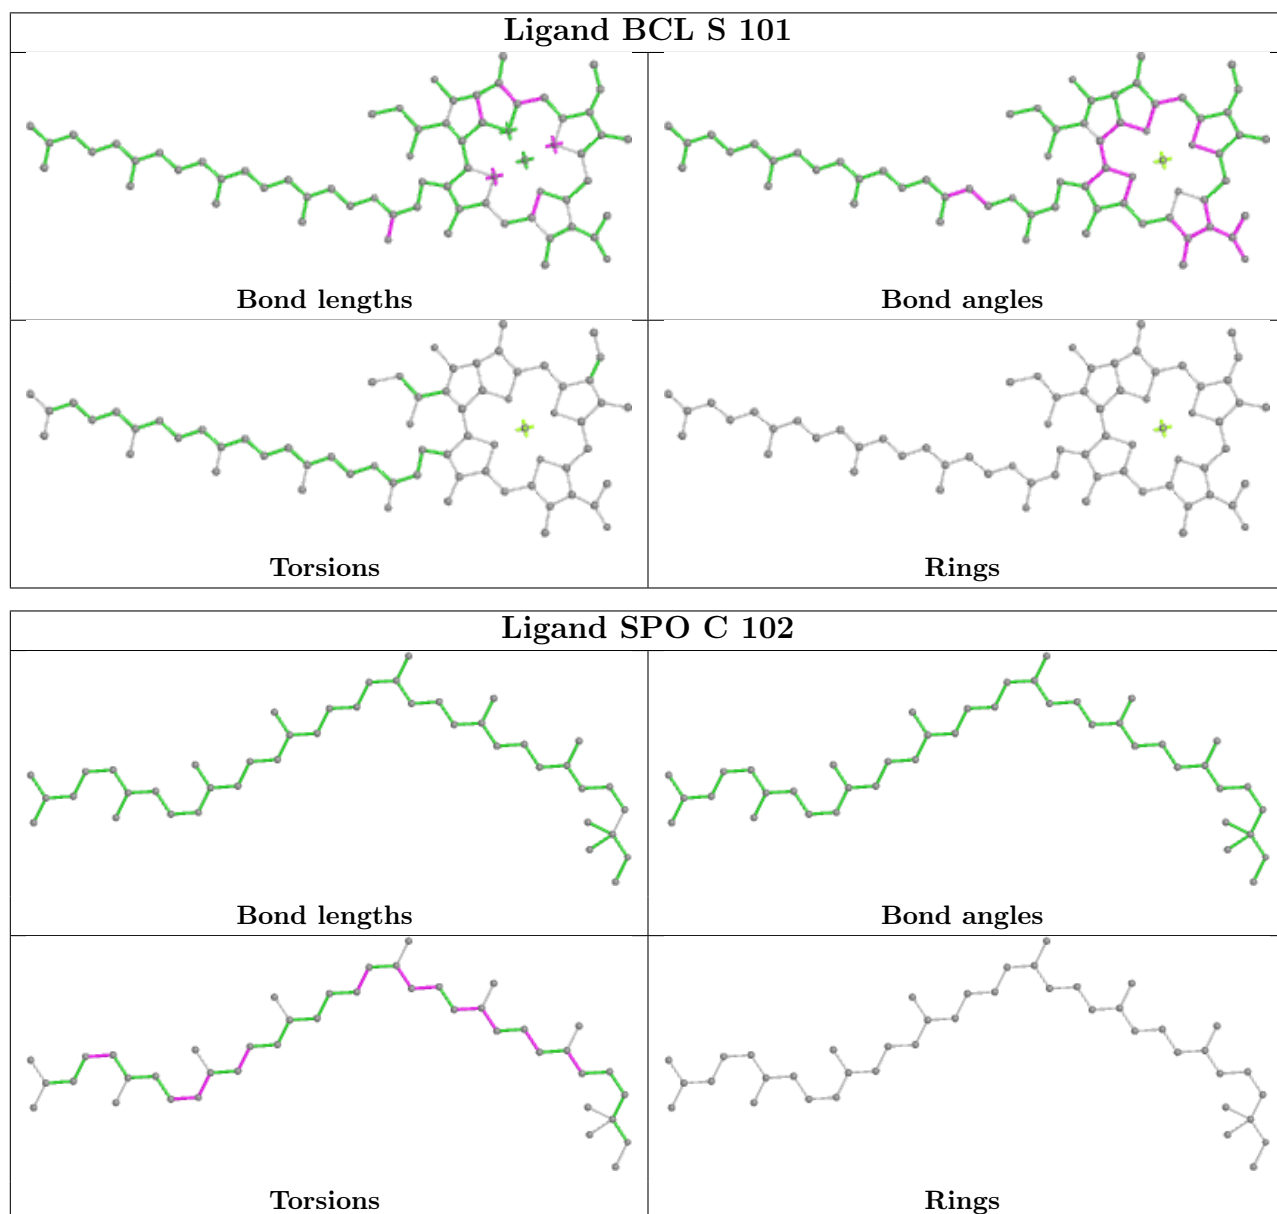 Ligand BCL S 101
Bond lengths
Bond angles
Torsions
Rings
Ligand SPO C 102
Bond lengths
Bond angles
Torsions
Rings